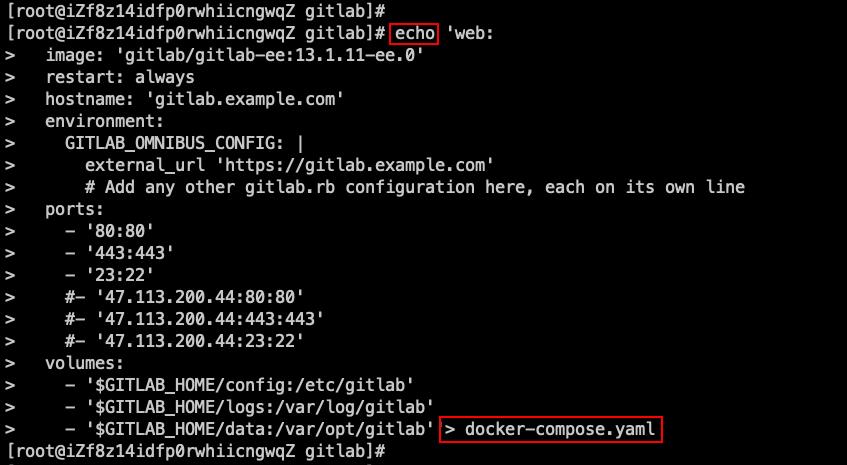 [root@iZf8z14idfp0rwhiicngwqZ gitlab]#
[root@iZf8z14idfp0rwhiicngwqZ gitlab]# echo 'web:
>   image: 'gitlab/gitlab-ee:13.1.11-ee.0'
>   restart: always
>   hostname: 'gitlab.example.com'
>   environment:
>     GITLAB_OMNIBUS_CONFIG: |
>       external_url 'https://gitlab.example.com'
>       # Add any other gitlab.rb configuration here, each on its own line
>   ports:
>     - '80:80'
>     - '443:443'
>     - '23:22'
>     #- '47.113.200.44:80:80'
>     #- '47.113.200.44:443:443'
>     #- '47.113.200.44:23:22'
>   volumes:
>     - '$GITLAB_HOME/config:/etc/gitlab'
>     - '$GITLAB_HOME/logs:/var/log/gitlab'
>     - '$GITLAB_HOME/data:/var/opt/gitlab' '> docker-compose.yaml
[root@iZf8z14idfp0rwhiicngwqZ gitlab]#